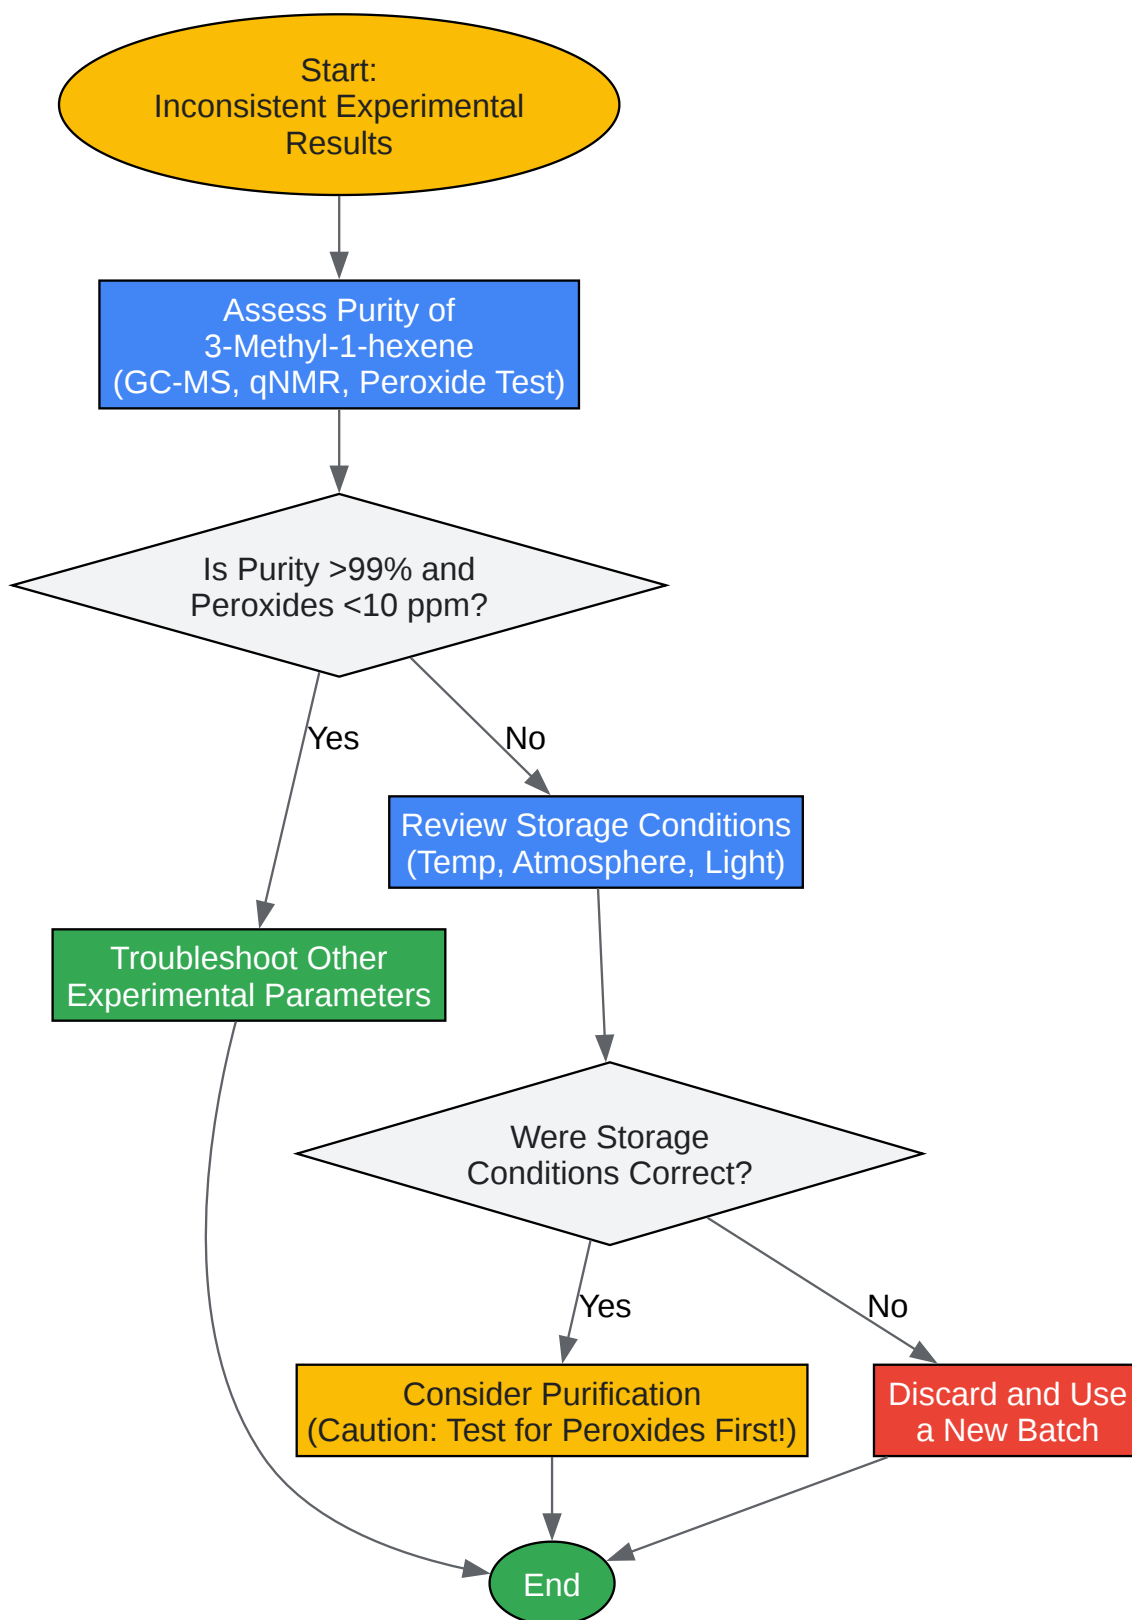 Start:
Inconsistent Experimental
Results
Assess Purity of
3-Methyl-1-hexene
(GC-MS, qNMR, Peroxide Test)
Is Purity >99% and
Peroxides <10 ppm?
Yes
No
Review Storage Conditions
(Temp, Atmosphere, Light)
Troubleshoot Other
Experimental Parameters
Were Storage
Conditions Correct?
Yes
No
Consider Purification
(Caution: Test for Peroxides First!)
Discard and Use
a New Batch
End